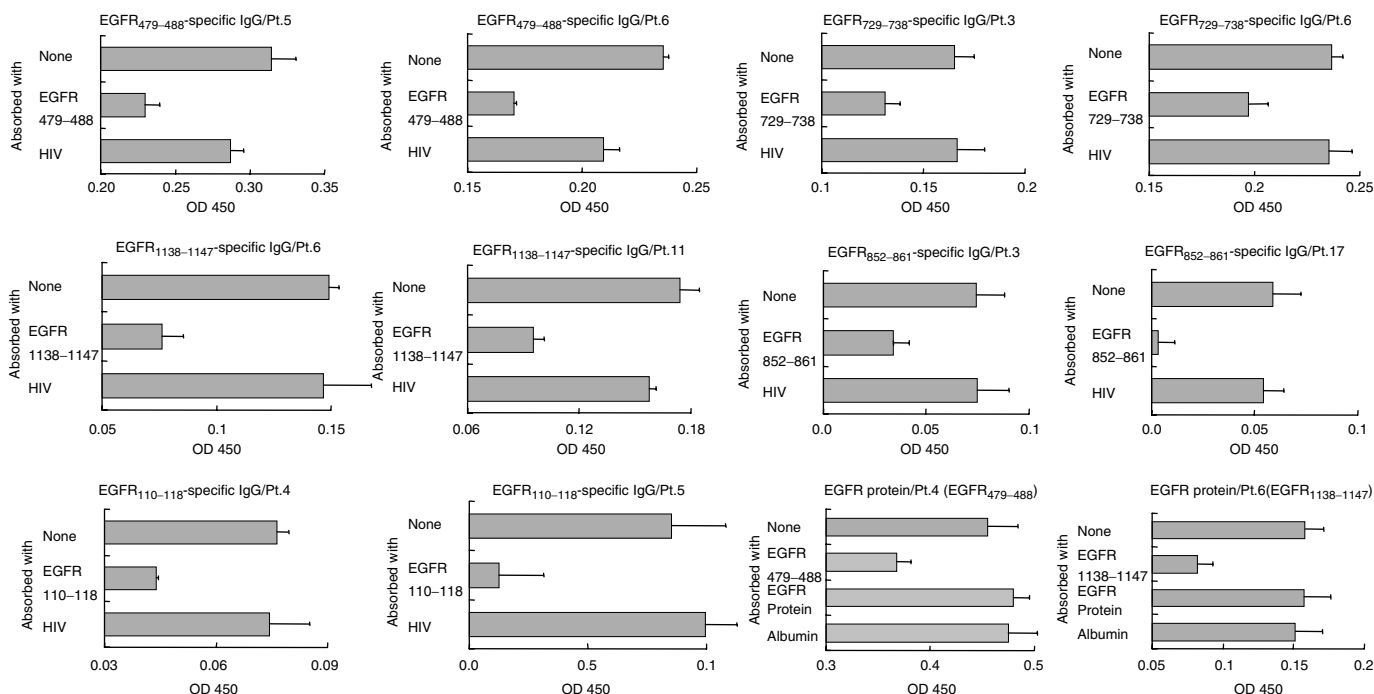 EGFR479–488-specific IgG/Pt.5
Absorbed with
None
EGFR
479–488
HIV
0.20 0.25 0.30 0.35
OD 450
EGFR479–488-specific IgG/Pt.6
Absorbed with
None
EGFR
479–488
HIV
0.15 0.20 0.25
OD 450
EGFR729–738-specific IgG/Pt.3
Absorbed with
None
EGFR
729–738
HIV
0.1 0.15 0.2
OD 450
EGFR729–738-specific IgG/Pt.6
Absorbed with
None
EGFR
729–738
HIV
0.15 0.2 0.25
OD 450
EGFR1138–1147-specific IgG/Pt.6
Absorbed with
None
EGFR
1138–1147
HIV
0.05 0.1 0.15
OD 450
EGFR1138–1147-specific IgG/Pt.11
Absorbed with
None
EGFR
1138–1147
HIV
0.06 0.12 0.18
OD 450
EGFR852–861-specific IgG/Pt.3
Absorbed with
None
EGFR
852–861
HIV
0.0 0.05 0.1
OD 450
EGFR852–861-specific IgG/Pt.17
Absorbed with
None
EGFR
852–861
HIV
0.0 0.05 0.1
OD 450
EGFR110–118-specific IgG/Pt.4
Absorbed with
None
EGFR
110–118
HIV
0.03 0.06 0.09
OD 450
EGFR110–118-specific IgG/Pt.5
Absorbed with
None
EGFR
110–118
HIV
0.0 0.5 0.1
OD 450
EGFR protein/Pt.4 (EGFR479–488)
Absorbed with
None
EGFR
479–488
EGFR
Protein
Albumin
0.3 0.4 0.5
OD 450
EGFR protein/Pt.6(EGFR1138–1147)
Absorbed with
None
EGFR
1138–1147
EGFR
Protein
Albumin
0.05 0.1 0.15 0.2
OD 450